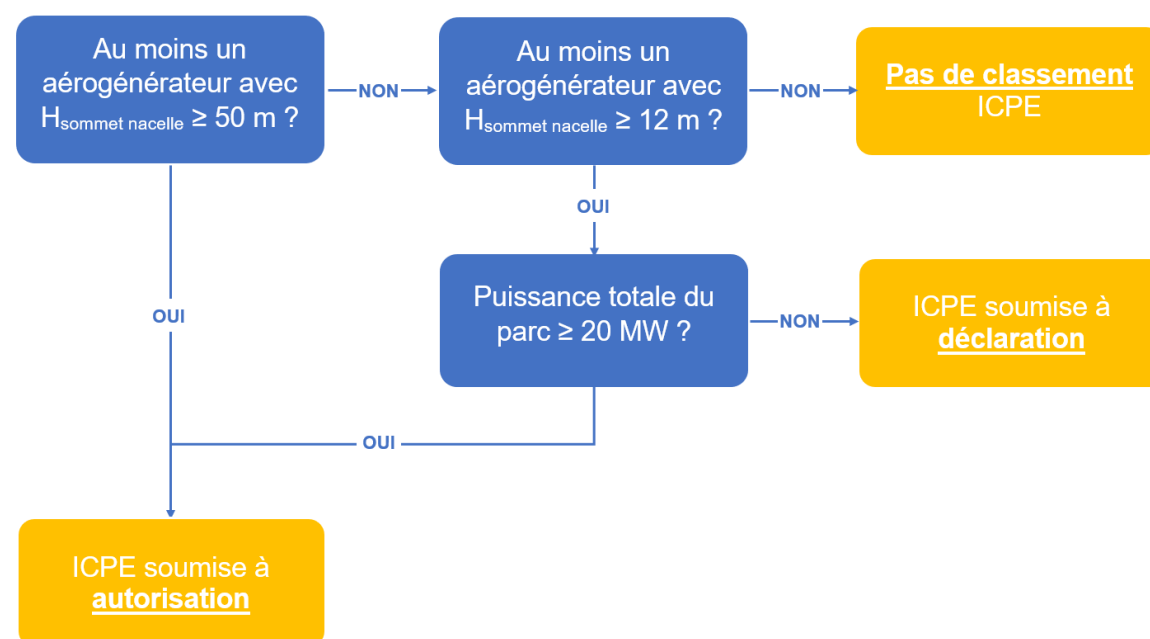 Au moins un
aérogénérateur avec
Hsommet nacelle ≥ 50 m ?
NON
Au moins un
aérogénérateur avec
Hsommet nacelle ≥ 12 m ?
NON
Pas de classement
ICPE
OUI
OUI
Puissance totale du
parc ≥ 20 MW ?
NON
ICPE soumise à
déclaration
OUI
ICPE soumise à
autorisation